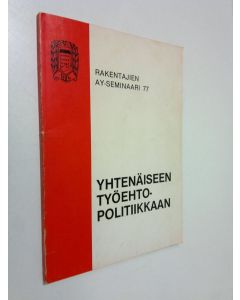 RAKENTAJIEN
AY-SEMINAARI 77
YHTENÄISEEN
TYÖEHTO-
POLITIIKKAAN